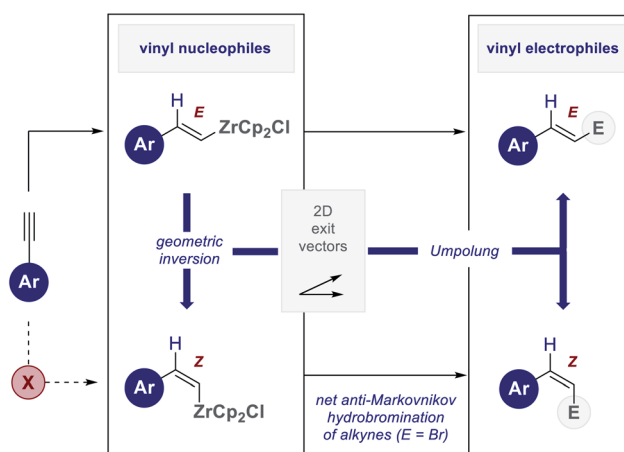 vinyl nucleophiles
vinyl electrophiles
H
E
Ar
ZrCp2Cl
H
E
Ar
E
Ar
geometric
inversion
2D
exit
vectors
Umpolung
X
H
Z
Ar
ZrCp2Cl
net anti-Markovnikov
hydrobromination
of alkynes (E = Br)
H
Z
Ar
E